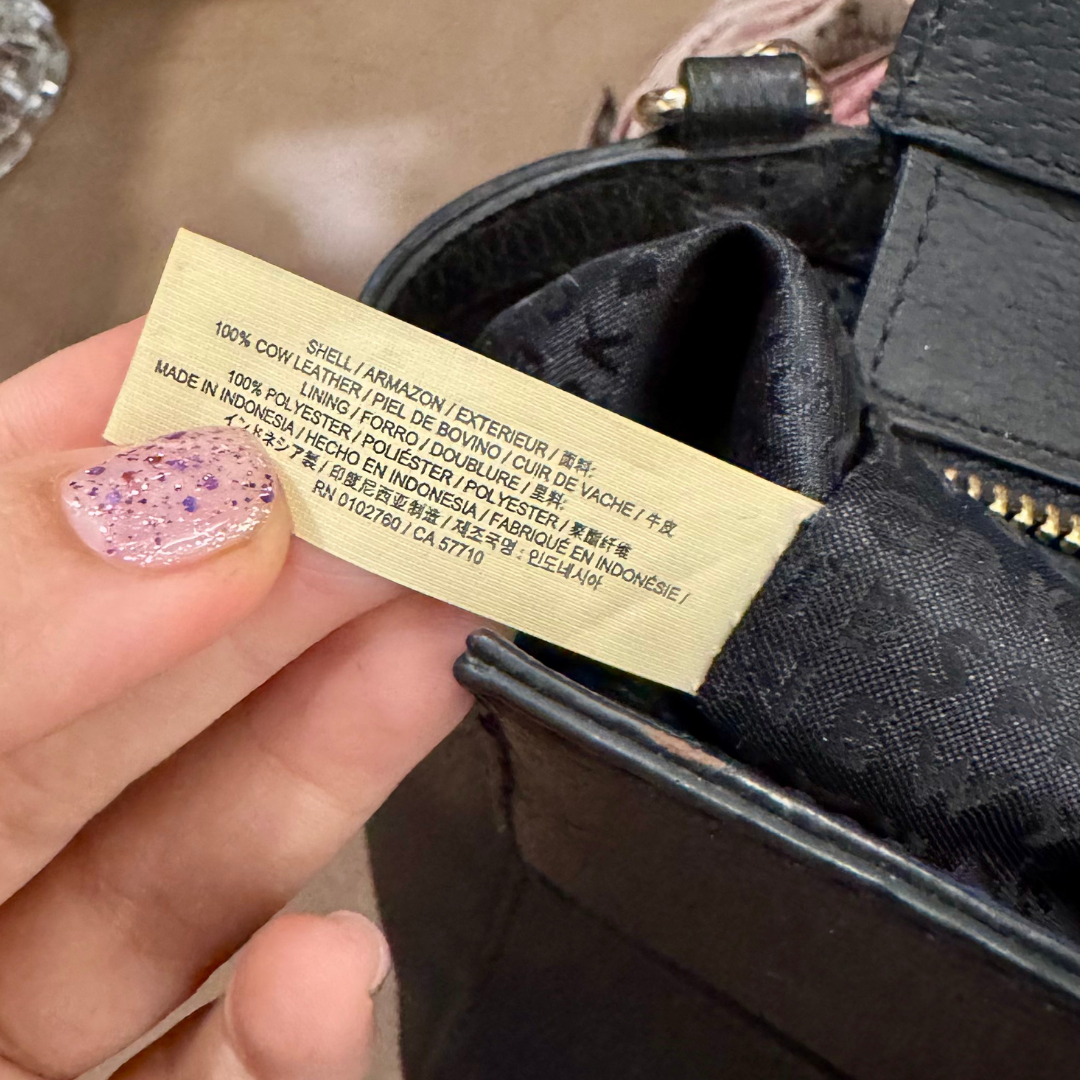 SHELL / ARMAZON / EXTERIEUR / 面料:
100% COW LEATHER / PIEL DE BOVINO / CUIR DE VACHE / 牛皮
LINING / FORRO / DOUBLURE / 里料:
100% POLYESTER / POLIÉSTER / POLYESTER / 聚酯纤维
MADE IN INDONESIA / HECHO EN INDONESIA / FABRIQUÉ EN INDONÉSIE /
インドネシア製 / 印度尼西亚制造 / 제조국명 : 인도네시아
RN 0102760 / CA 57710